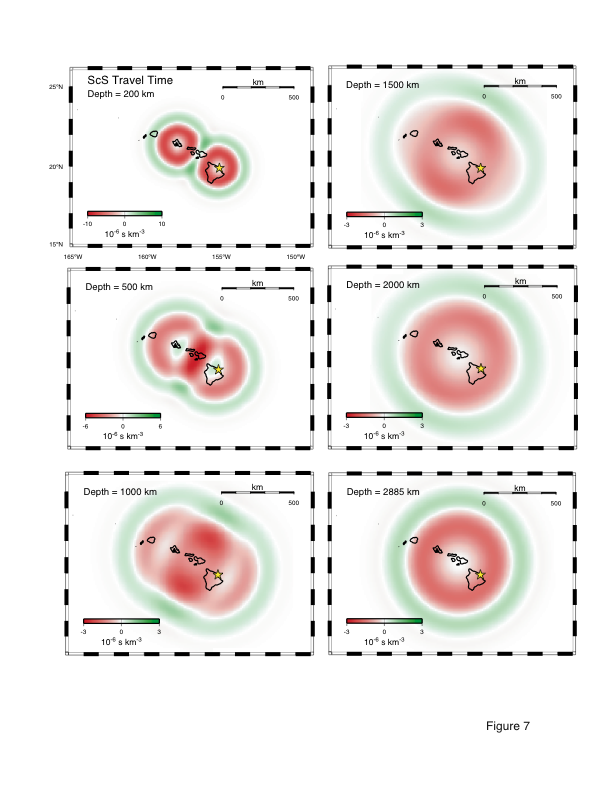 ScS Travel Time
Depth = 200 km
km
0 500
25°N
20°N
15°N
-10 0 10
10-6 s km-3
165°W 160°W 155°W 150°W
Depth = 1500 km
km
0 500
-3 0 3
10-6 s km-3
Depth = 500 km
km
0 500
-6 0 6
10-6 s km-3
Depth = 2000 km
km
0 500
-3 0 3
10-6 s km-3
Depth = 1000 km
km
0 500
-3 0 3
10-6 s km-3
Depth = 2885 km
km
0 500
-3 0 3
10-6 s km-3
Figure 7